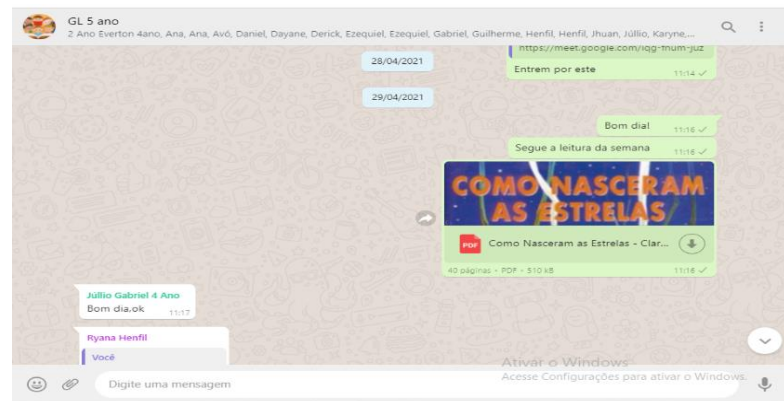 GL 5 ano
2 Ano Everton 4ano, Ana, Ana, Avó, Daniel, Dayane, Derick, Ezequiel, Ezequiel, Gabriel, Guilherme, Henfil, Henfil, Jhuan, Júllio, Karyne,...
https://meet.google.com/iqg-fnum-juz
28/04/2021
Entrem por este
11:14
29/04/2021
Bom dia!
11:16
Segue a leitura da semana
11:16
COMO NASCERAM
AS ESTRELAS
PDF
Como Nasceram as Estrelas - Clar...
40 páginas • PDF • 510 kB
11:16
Júllio Gabriel 4 Ano
Bom dia,ok
11:17
Ryana Henfil
Você
Ativar o Windows
Acesse Configurações para ativar o Windows.
Digite uma mensagem